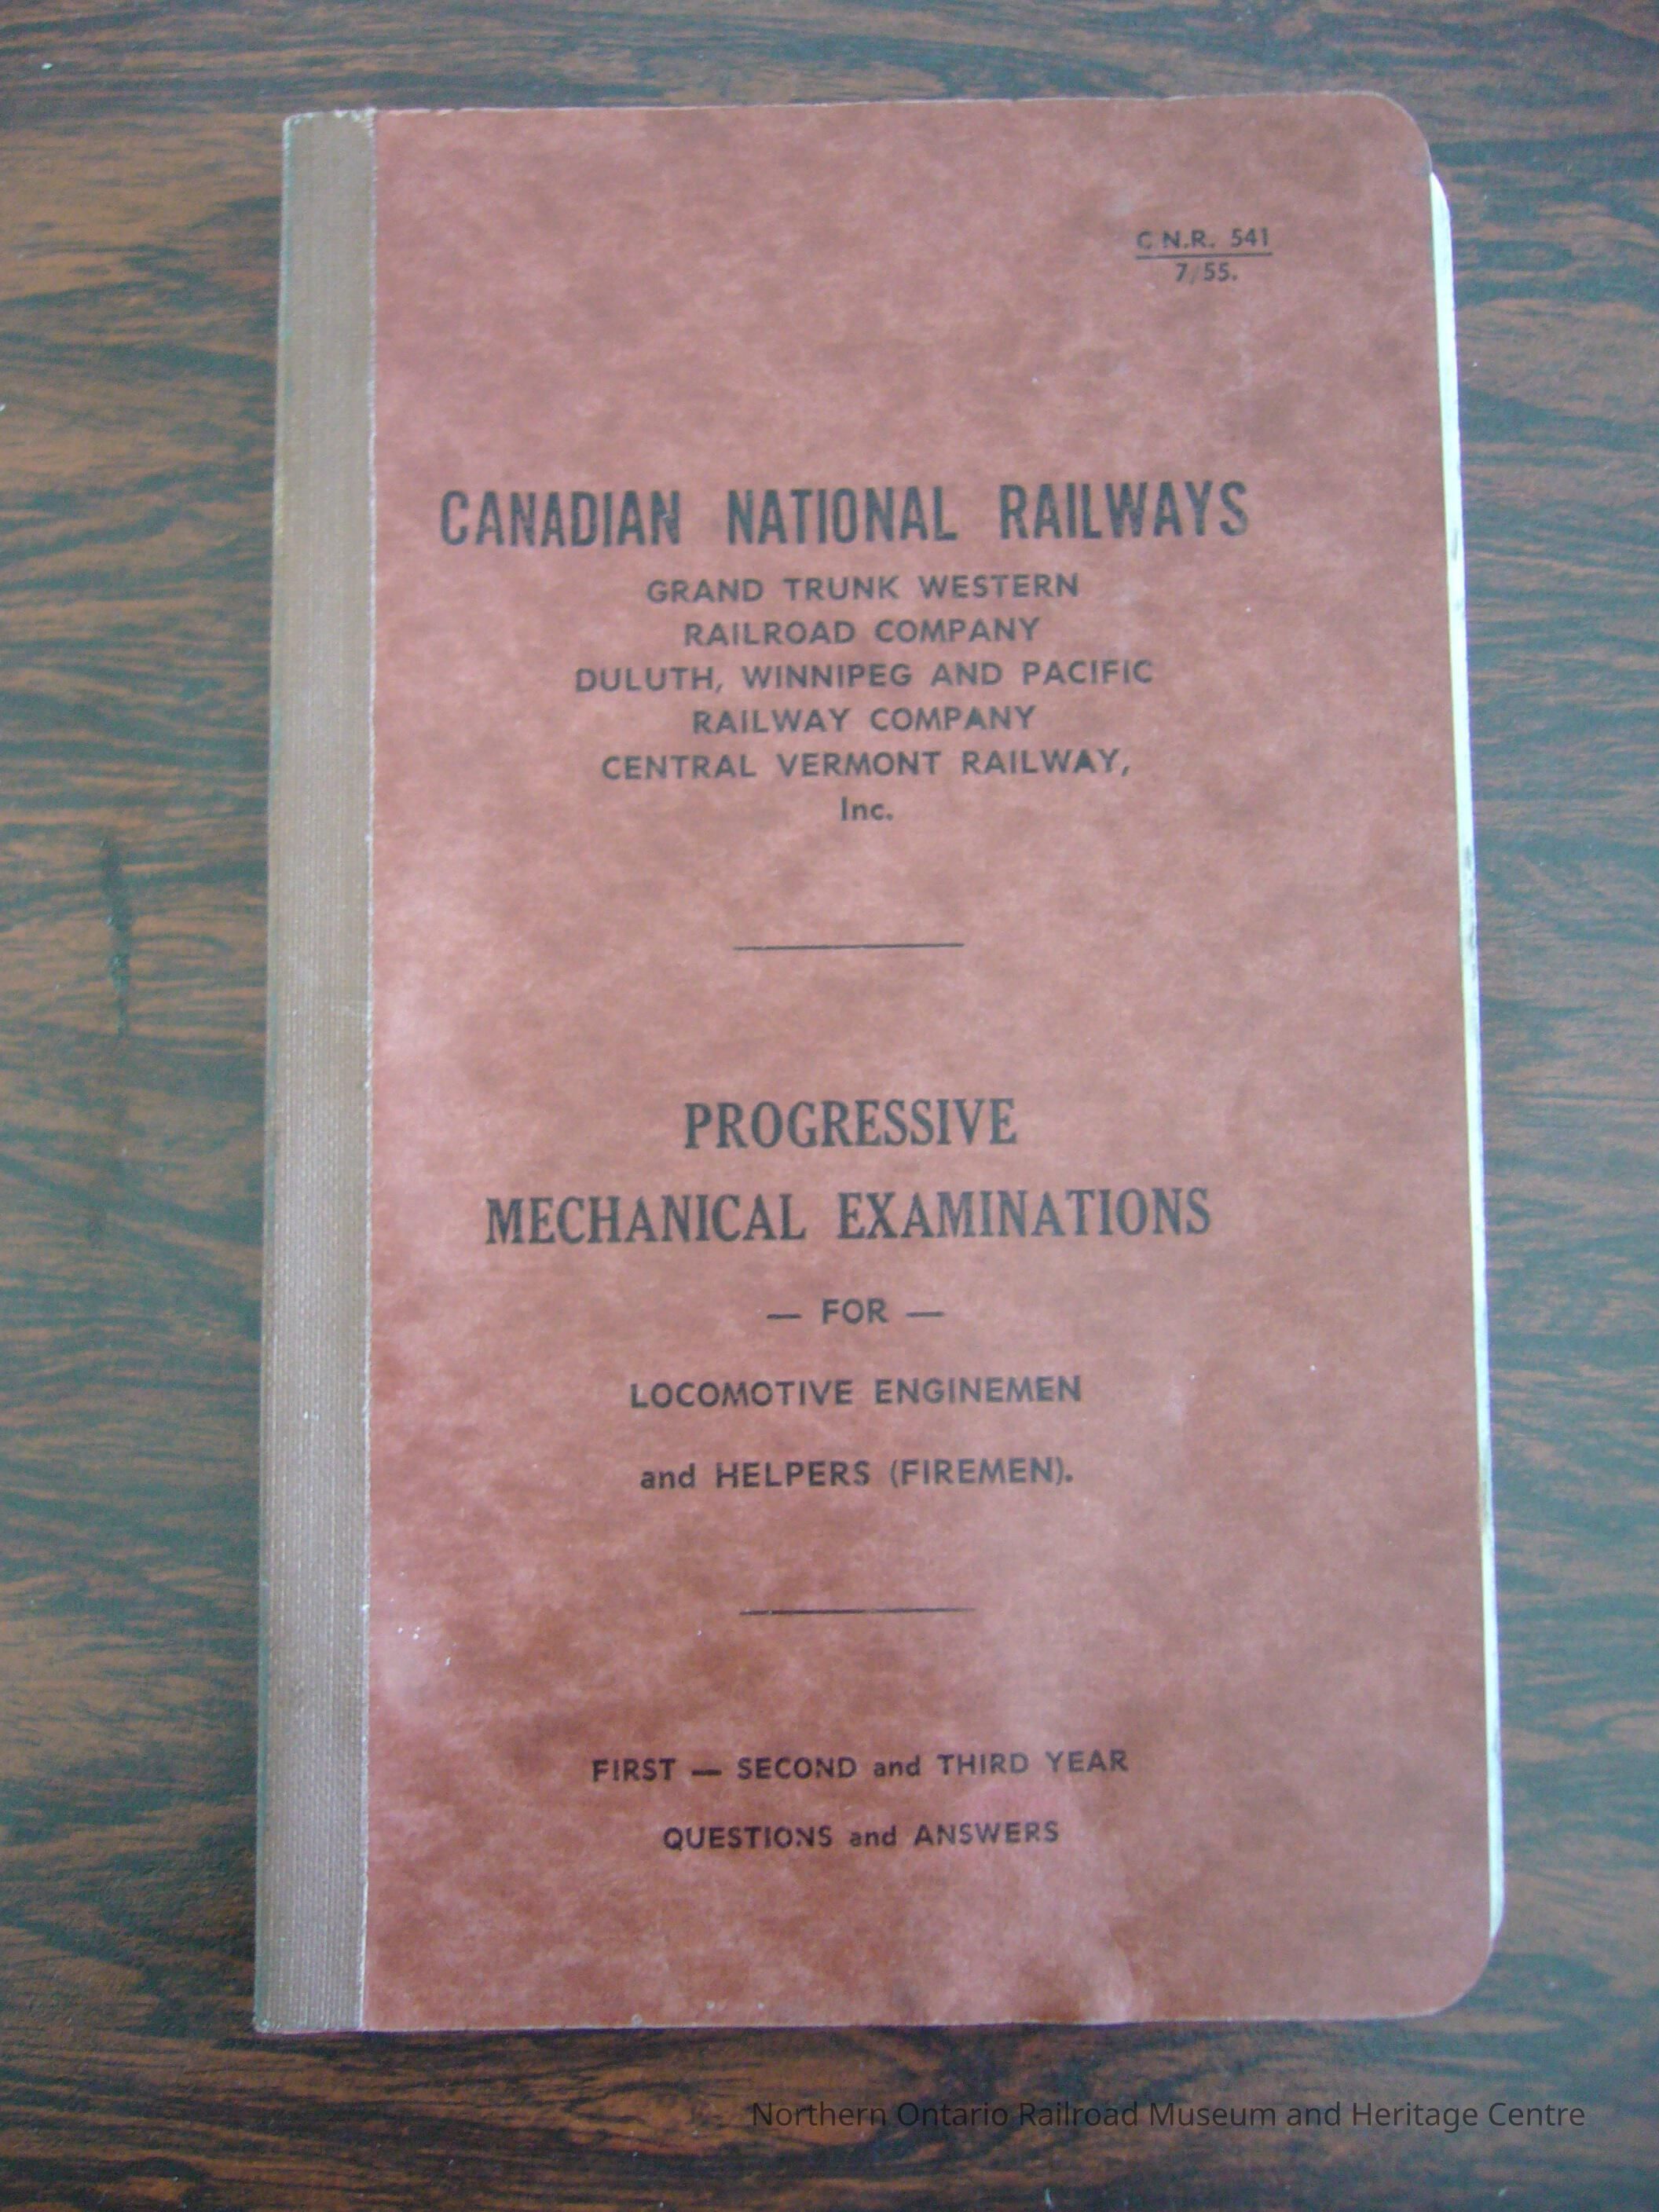 C.N.R. 541
7/55.
CANADIAN NATIONAL RAILWAYS
GRAND TRUNK WESTERN
RAILROAD COMPANY
DULUTH, WINNIPEG AND PACIFIC
RAILWAY COMPANY
CENTRAL VERMONT RAILWAY,
Inc.
PROGRESSIVE
MECHANICAL EXAMINATIONS
— FOR —
LOCOMOTIVE ENGINEMEN
and HELPERS (FIREMEN).
FIRST — SECOND and THIRD YEAR
QUESTIONS and ANSWERS
Northern Ontario Railroad Museum and Heritage Centre